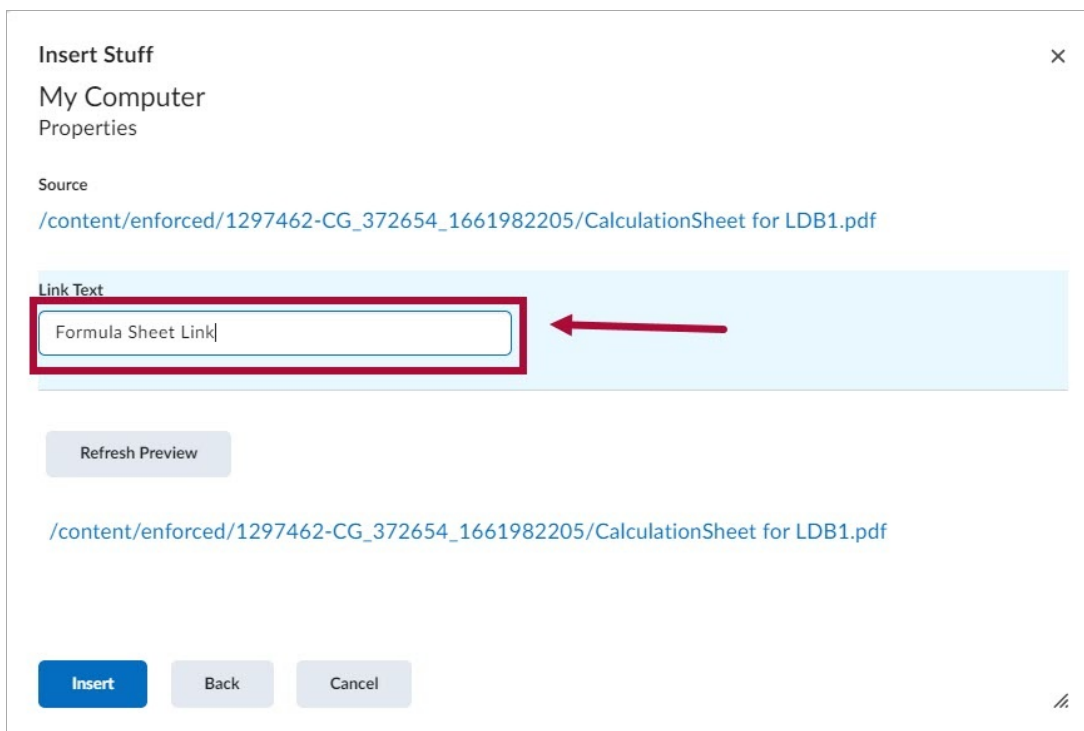 Insert Stuff
My Computer
Properties
Source
/content/enforced/1297462-CG_372654_1661982205/CalculationSheet for LDB1.pdf
Link Text
Formula Sheet Link
Refresh Preview
/content/enforced/1297462-CG_372654_1661982205/CalculationSheet for LDB1.pdf
Insert Back Cancel